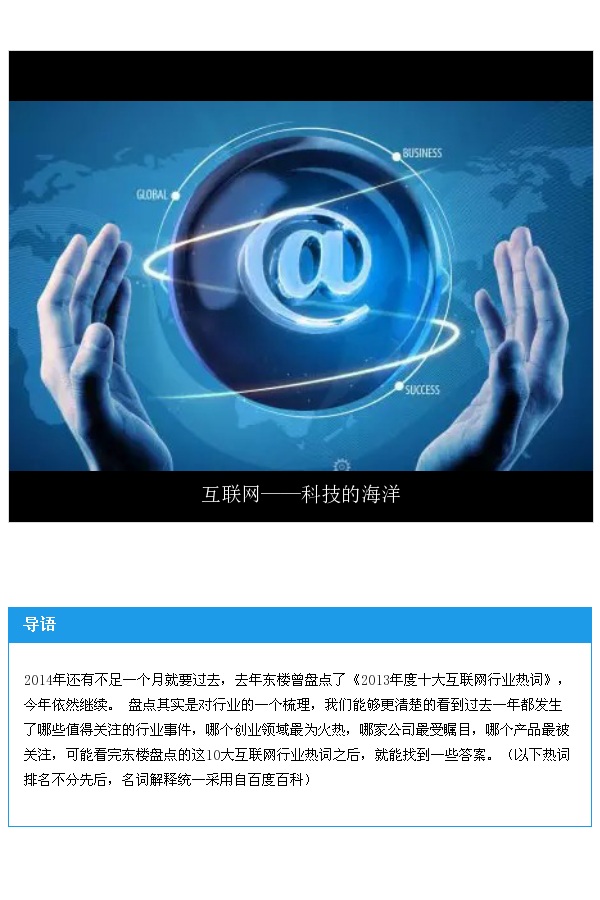 BUSINESS
GLOBAL
@
SUCCESS
互联网——科技的海洋
导语
2014年还有不足一个月就要过去，去年东楼曾盘点了《2013年度十大互联网行业热词》，
今年依然继续。 盘点其实是对行业的一个梳理，我们能够更清楚的看到过去一年都发生
了哪些值得关注的行业事件，哪个创业领域最为火热，哪家公司最受瞩目，哪个产品最被
关注，可能看完东楼盘点的这10大互联网行业热词之后，就能找到一些答案。（以下热词
排名不分先后，名词解释统一采用自百度百科）